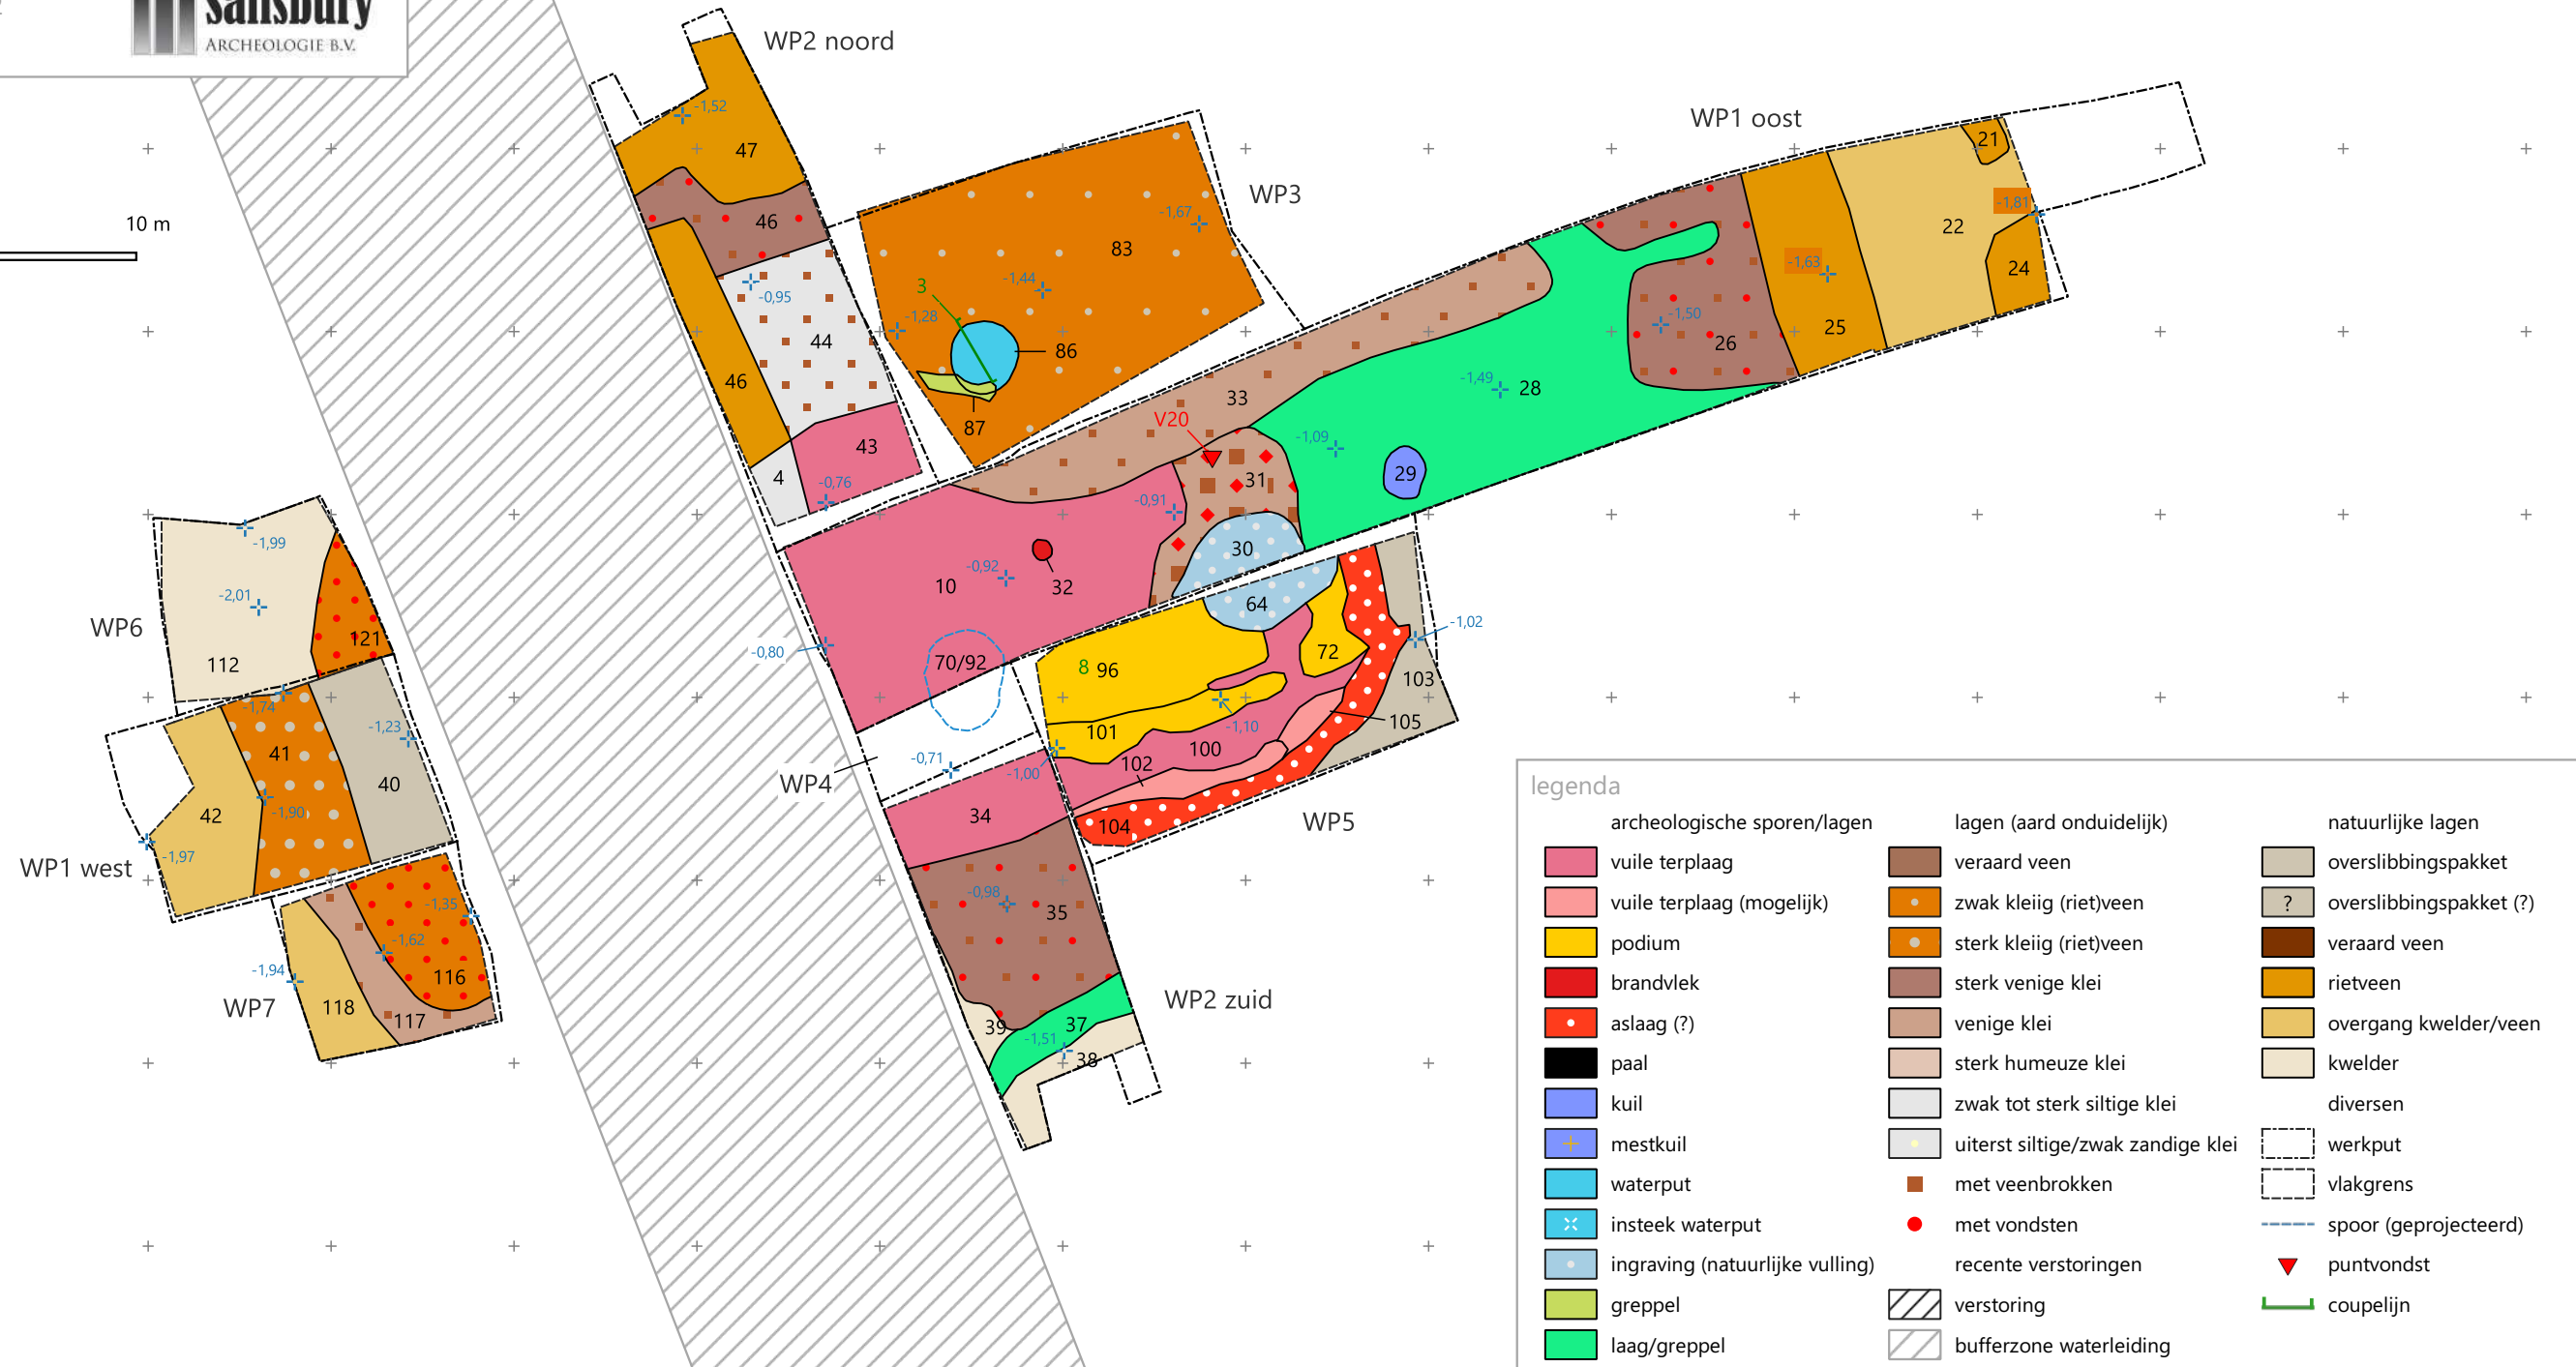 salisbury
ARCHEOLOGIE B.V.
10 m
WP2 noord
-1,52
47
46
-0,95
44
46
43
4
-0,76
WP3
-1,67
83
-1,44
3
-1,28
86
87
WP1 oost
21
-1,81
22
-1,63
24
25
-1,50
26
-1,49
28
33
V20
-1,09
29
31
-0,91
30
-0,92
10
32
-0,80
70/92
64
8 96
72
-1,02
103
101
-1,10
105
100
102
-0,71
-1,00
WP4
34
104
WP5
-0,98
35
WP2 zuid
39
37
-1,51
38
-1,99
-2,01
WP6
121
112
-1,74
-1,23
41
40
-1,90
42
-1,97
WP1 west
-1,35
-1,62
-1,94
116
WP7
118
117
legenda
archeologische sporen/lagen
vuile terplaag
vuile terplaag (mogelijk)
podium
brandvlek
aslaag (?)
paal
kuil
mestkuil
waterput
insteek waterput
ingraving (natuurlijke vulling)
greppel
laag/greppel
lagen (aard onduidelijk)
veraard veen
zwak kleiig (riet)veen
sterk kleiig (riet)veen
sterk venige klei
venige klei
sterk humeuze klei
zwak tot sterk siltige klei
uiterst siltige/zwak zandige klei
met veenbrokken
met vondsten
recente verstoringen
verstoring
bufferzone waterleiding
natuurlijke lagen
overslibbingspakket
? overslibbingspakket (?)
veraard veen
rietveen
overgang kwelder/veen
kwelder
diversen
werkput
vlakgrens
spoor (geprojecteerd)
puntvondst
coupelijn